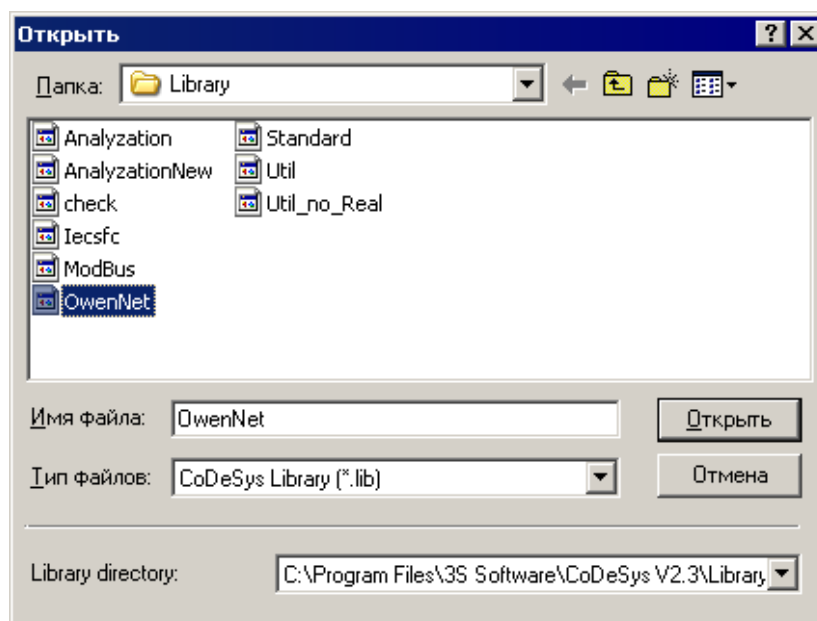 Открыть
Папка: Library
Analyzation
AnalyzationNew
check
Iecsfc
ModBus
OwenNet
Standard
Util
Util_no_Real
Имя файла: OwenNet Открыть
Тип файлов: CoDeSys Library (*.lib) Отмена
Library directory: C:\Program Files\3S Software\CoDeSys V2.3\Library